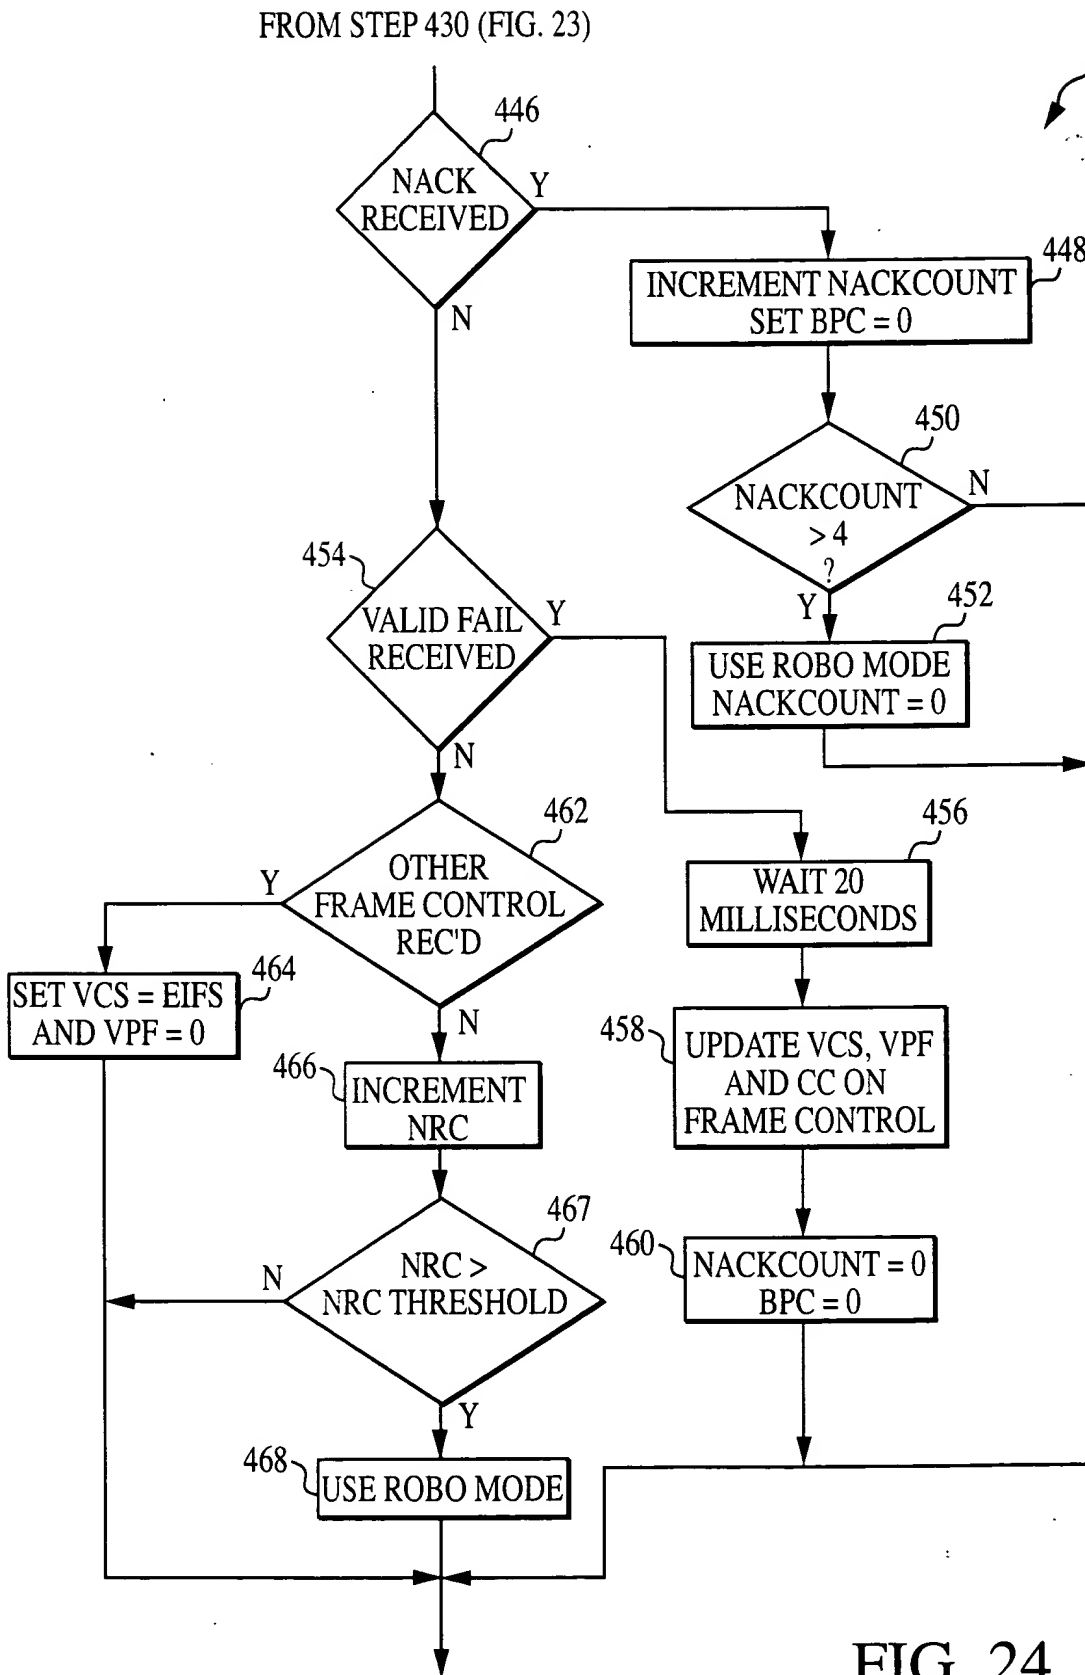 FROM STEP 430 (FIG. 23)
446
NACK
RECEIVED
Y
N
448
INCREMENT NACKCOUNT
SET BPC = 0
450
NACKCOUNT
> 4
?
N
Y
452
USE ROBO MODE
NACKCOUNT = 0
454
VALID FAIL
RECEIVED
Y
N
456
WAIT 20
MILLISECONDS
462
OTHER
FRAME CONTROL
REC'D
Y
N
464
SET VCS = EIFS
AND VPF = 0
458
UPDATE VCS, VPF
AND CC ON
FRAME CONTROL
466
INCREMENT
NRC
467
NRC >
NRC THRESHOLD
N
Y
460
NACKCOUNT = 0
BPC = 0
468
USE ROBO MODE
FIG. 24